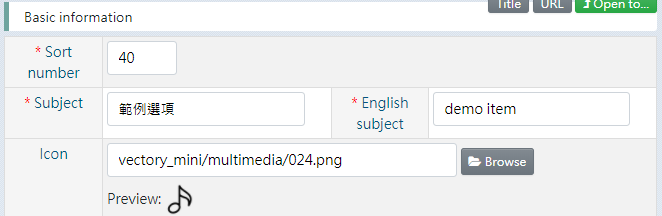 Title URL Open to...
Basic information
* Sort number
40
* Subject
範例選項
* English subject
demo item
Icon
vectory_mini/multimedia/024.png
Browse
Preview: